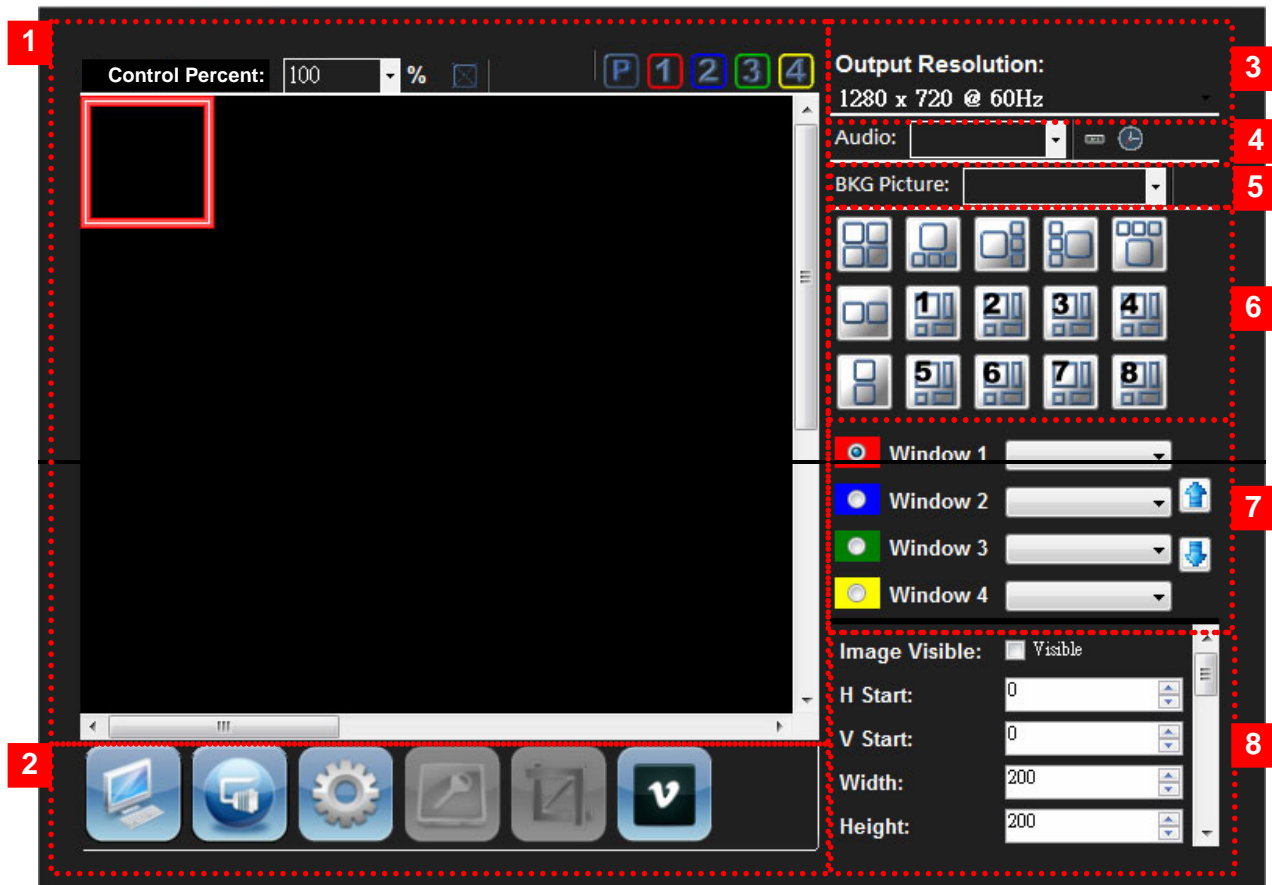 1
Control Percent: 100 %
P 1 2 3 4
Output Resolution:
1280 x 720 @ 60Hz
3
Audio:
4
BKG Picture:
5
1 2 3 4
6
5 6 7 8
Window 1
Window 2
7
Window 3
Window 4
Image Visible: Visible
H Start: 0
V Start: 0
8
Width: 200
Height: 200
2
v